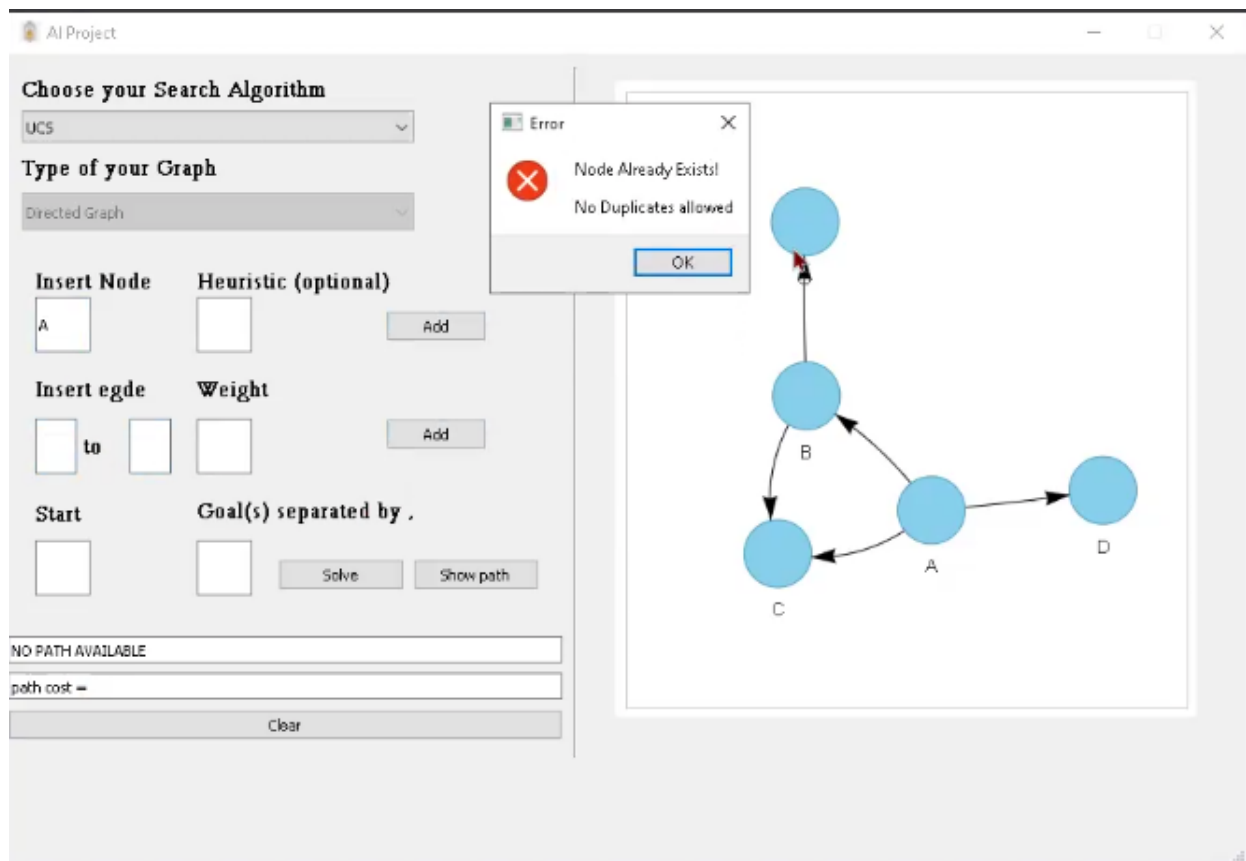 AI Project
Choose your Search Algorithm
UCS
Type of your Graph
Directed Graph
Insert Node
Heuristic (optional)
A
Add
Insert egde
Weight
to
Add
Start
Goal(s) separated by ,
Solve
Show path
NO PATH AVAILABLE
path cost =
Clear
Error
Node Already Exists!
No Duplicates allowed
OK
B
A
D
C